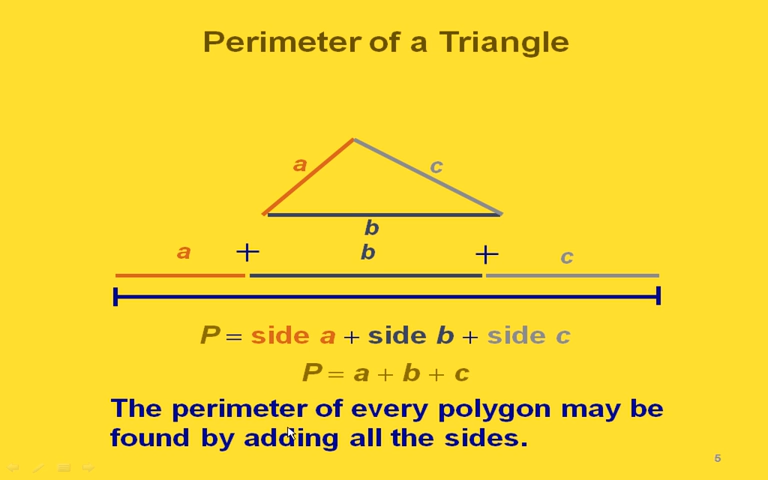 Perimeter of a Triangle
a
c
b
a + b + c
P = side a + side b + side c
P = a + b + c
The perimeter of every polygon may be
found by adding all the sides.
5